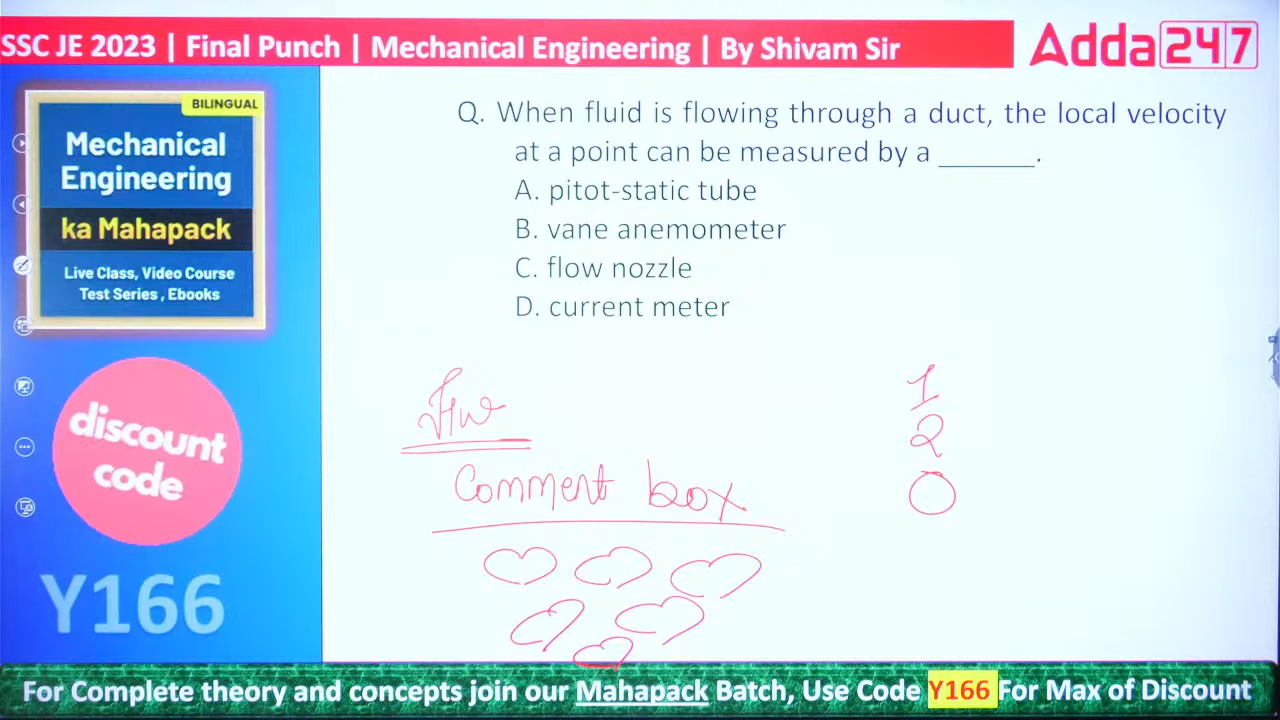 SSC JE 2023 | Final Punch | Mechanical Engineering | By Shivam Sir
Adda247
BILINGUAL
Mechanical
Engineering
ka Mahapack
Live Class, Video Course
Test Series , Ebooks
discount
code
Y166
Q. When fluid is flowing through a duct, the local velocity
at a point can be measured by a ______.
A. pitot-static tube
B. vane anemometer
C. flow nozzle
D. current meter
Comment box
1
2
0
For Complete theory and concepts join our Mahapack Batch, Use Code Y166 For Max of Discount